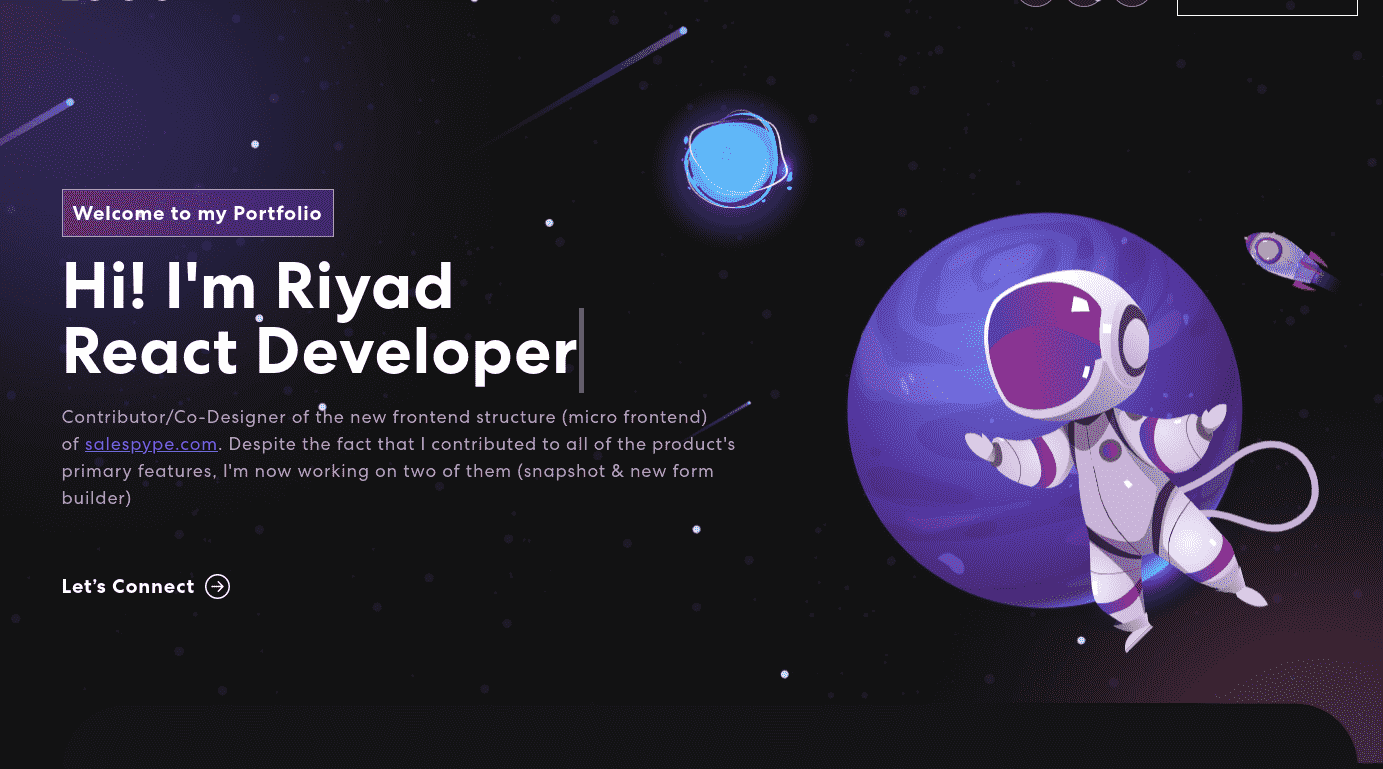 Welcome to my Portfolio
Hi! I'm Riyad
React Developer
Contributor/Co-Designer of the new frontend structure (micro frontend)
of salespype.com. Despite the fact that I contributed to all of the product's
primary features, I'm now working on two of them (snapshot & new form
builder)
Let’s Connect